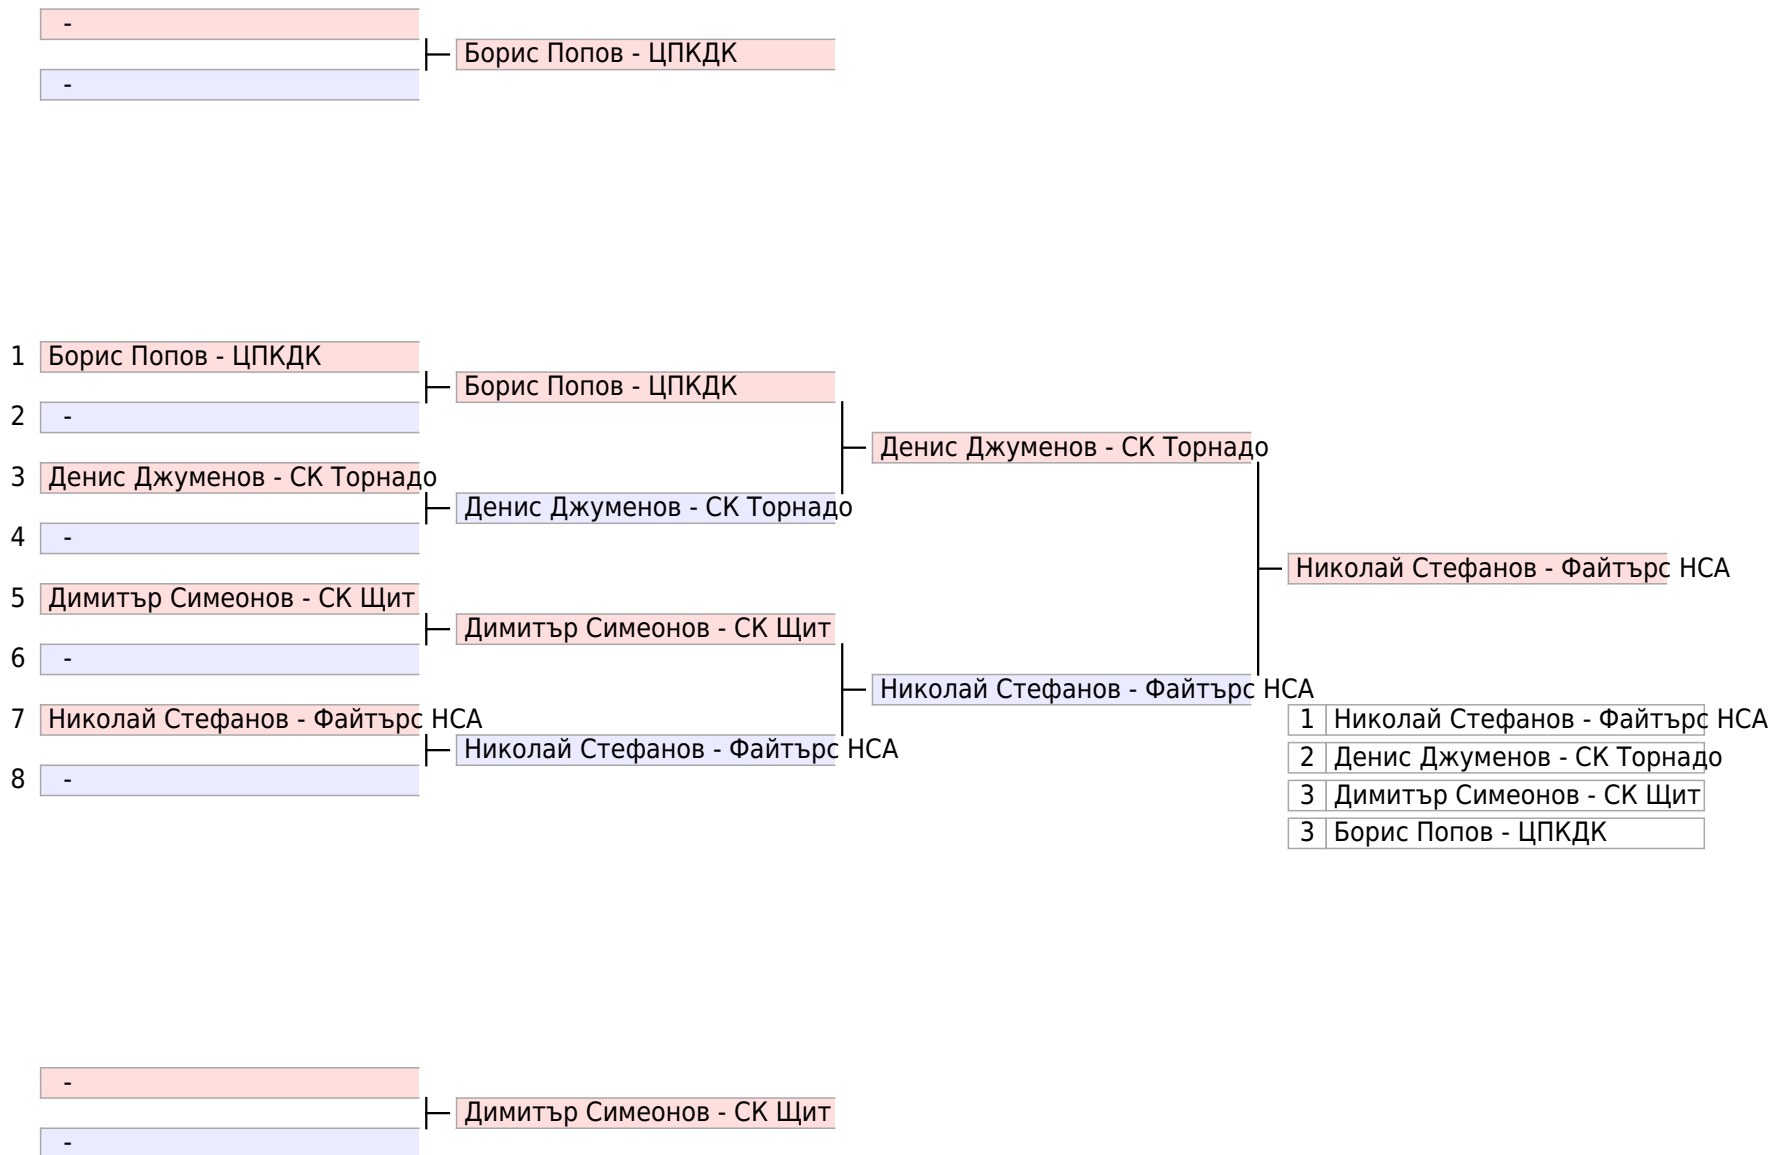 -
Борис Попов - ЦПКДК
-
1 Борис Попов - ЦПКДК
Борис Попов - ЦПКДК
2 -
Денис Джуменов - СК Торнадо
3 Денис Джуменов - СК Торнадо
Денис Джуменов - СК Торнадо
4 -
Николай Стефанов - Файтърс НСА
5 Димитър Симеонов - СК Щит
Димитър Симеонов - СК Щит
6 -
Николай Стефанов - Файтърс НСА
7 Николай Стефанов - Файтърс НСА
Николай Стефанов - Файтърс НСА
8 -
1 Николай Стефанов - Файтърс НСА
2 Денис Джуменов - СК Торнадо
3 Димитър Симеонов - СК Щит
3 Борис Попов - ЦПКДК
-
Димитър Симеонов - СК Щит
-